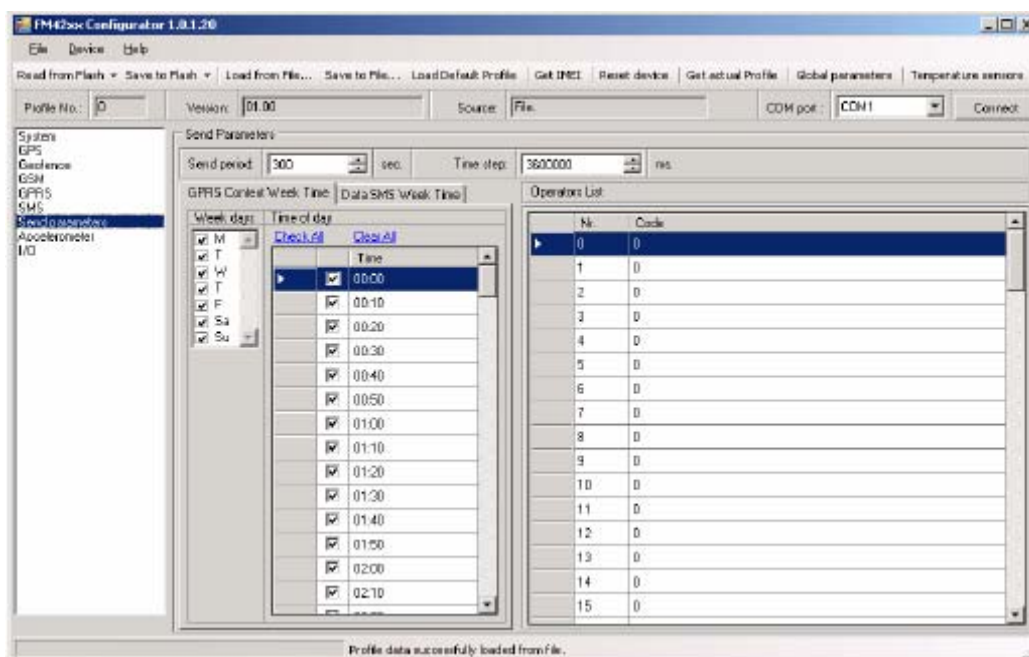 FM42xx Configurator 1.0.1.20
File Device Help
Read from Flash Save to Flash Load from File... Save to File... Load Default Profile Get IMEI Reset device Get actual Profile Global parameters Temperature sensors
Profile No.: 0 Version: 01.00 Source: File. COM port: COM1 Connect
System
GPS
Geofence
GSM
GPRS
SMS
Send parameters
Accelerometer
I/O
Send Parameters
Send period: 300 sec. Time step: 3600000 ms.
GPRS Context Week Time Data SMS Week Time
Week days:
M
T
W
T
F
Sa
Su
Time of day
Check All Clear All
Time
00:00
00:10
00:20
00:30
00:40
00:50
01:00
01:10
01:20
01:30
01:40
01:50
02:00
02:10
Operators List
Nr. Code
0 0
1 0
2 0
3 0
4 0
5 0
6 0
7 0
8 0
9 0
10 0
11 0
12 0
13 0
14 0
15 0
Profile data successfully loaded from file.